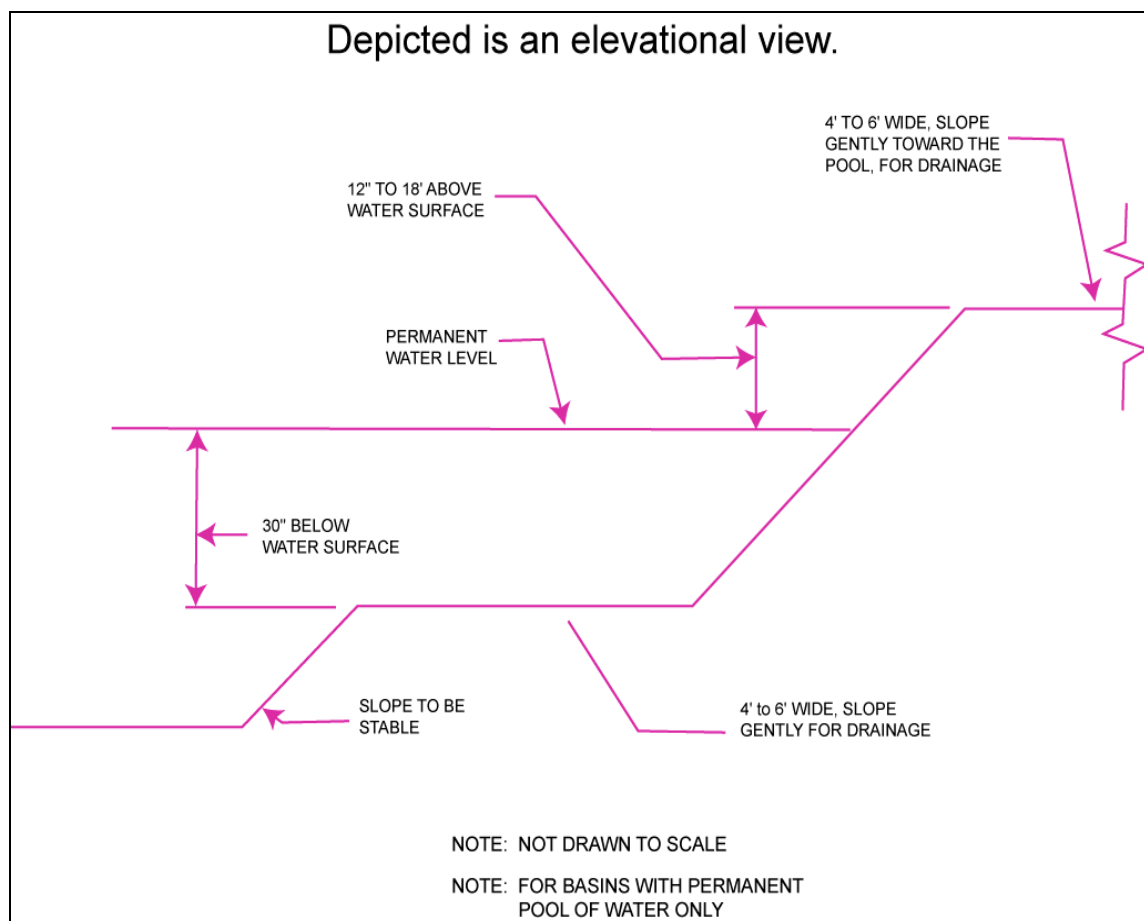 Depicted is an elevational view.
4' TO 6' WIDE, SLOPE
GENTLY TOWARD THE
POOL, FOR DRAINAGE
12" TO 18' ABOVE
WATER SURFACE
PERMANENT
WATER LEVEL
30" BELOW
WATER SURFACE
SLOPE TO BE
STABLE
4' to 6' WIDE, SLOPE
GENTLY FOR DRAINAGE
NOTE: NOT DRAWN TO SCALE
NOTE: FOR BASINS WITH PERMANENT
POOL OF WATER ONLY